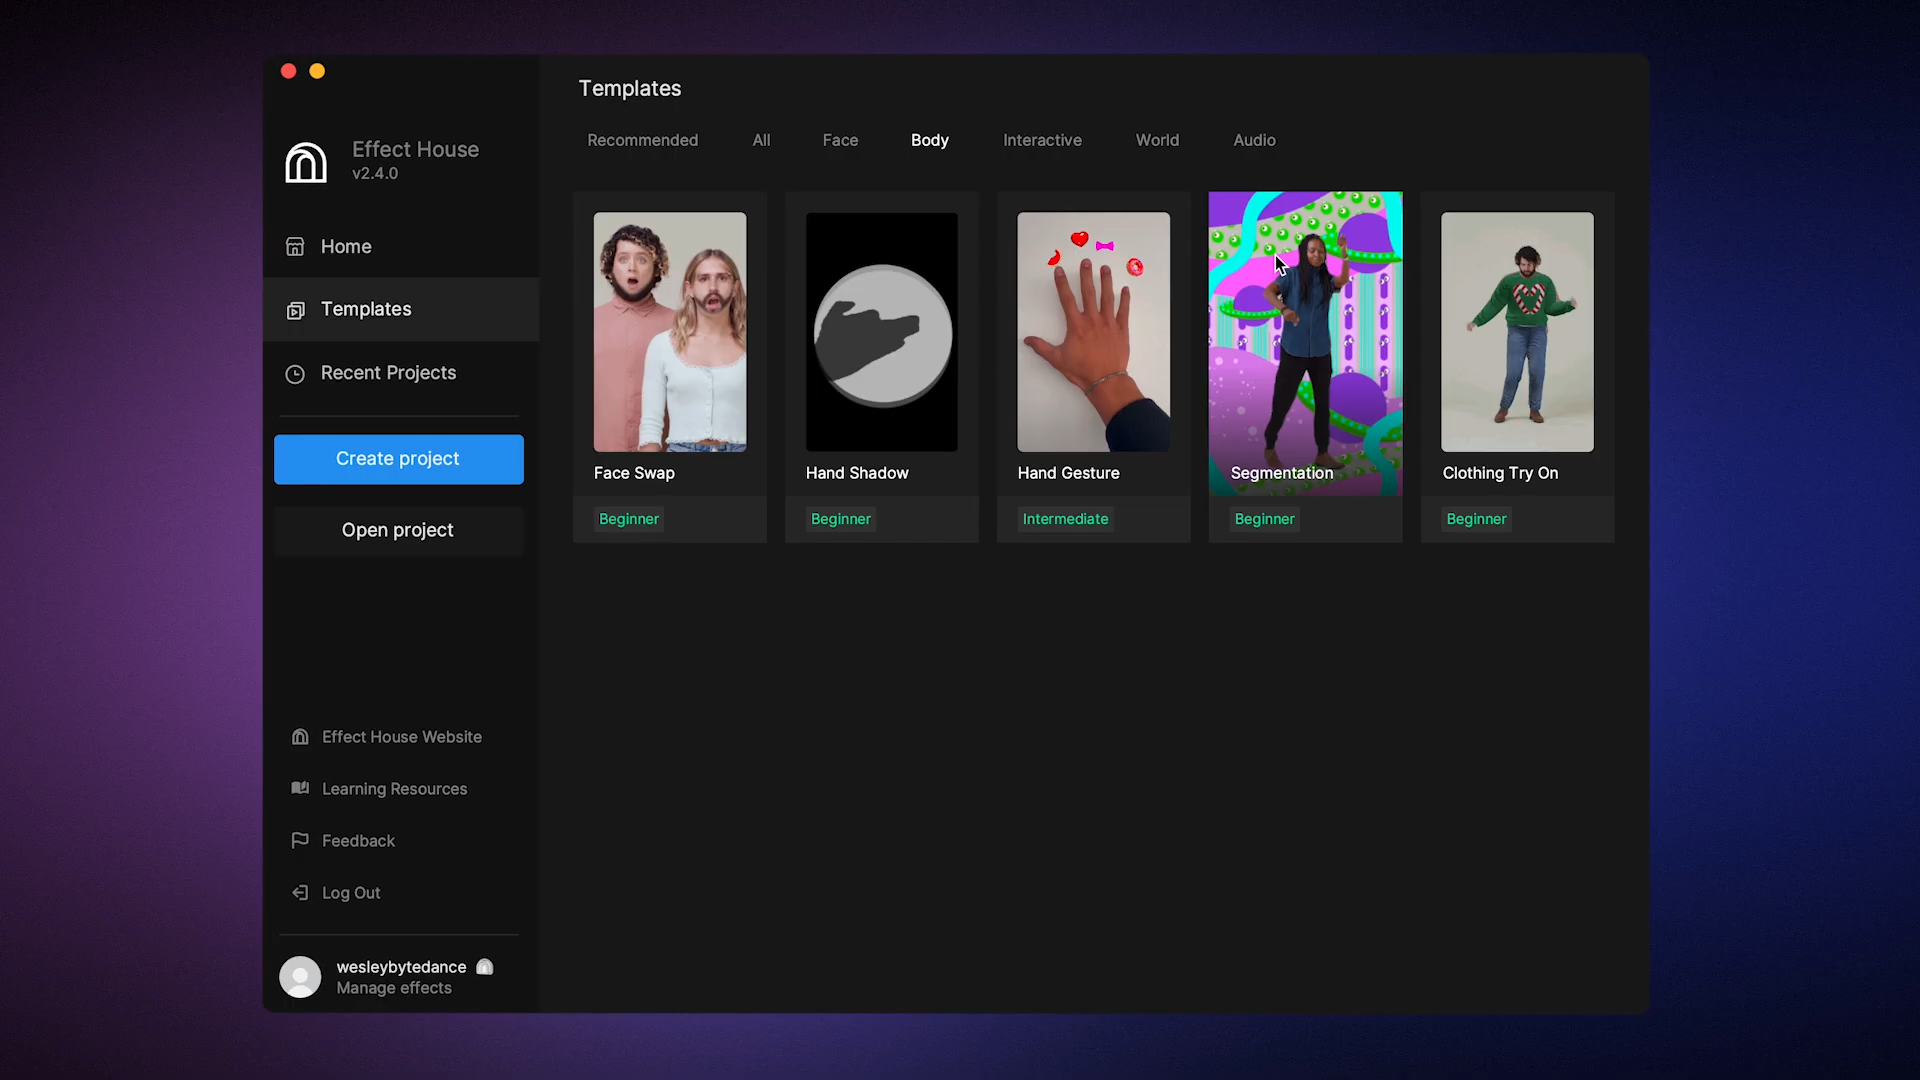 Effect House
v2.4.0
Home
Templates
Recent Projects
Create project
Open project
Effect House Website
Learning Resources
Feedback
Log Out
wesleybytedance
Manage effects
Templates
Recommended All Face Body Interactive World Audio
Face Swap Hand Shadow Hand Gesture Segmentation Clothing Try On
Beginner Beginner Intermediate Beginner Beginner